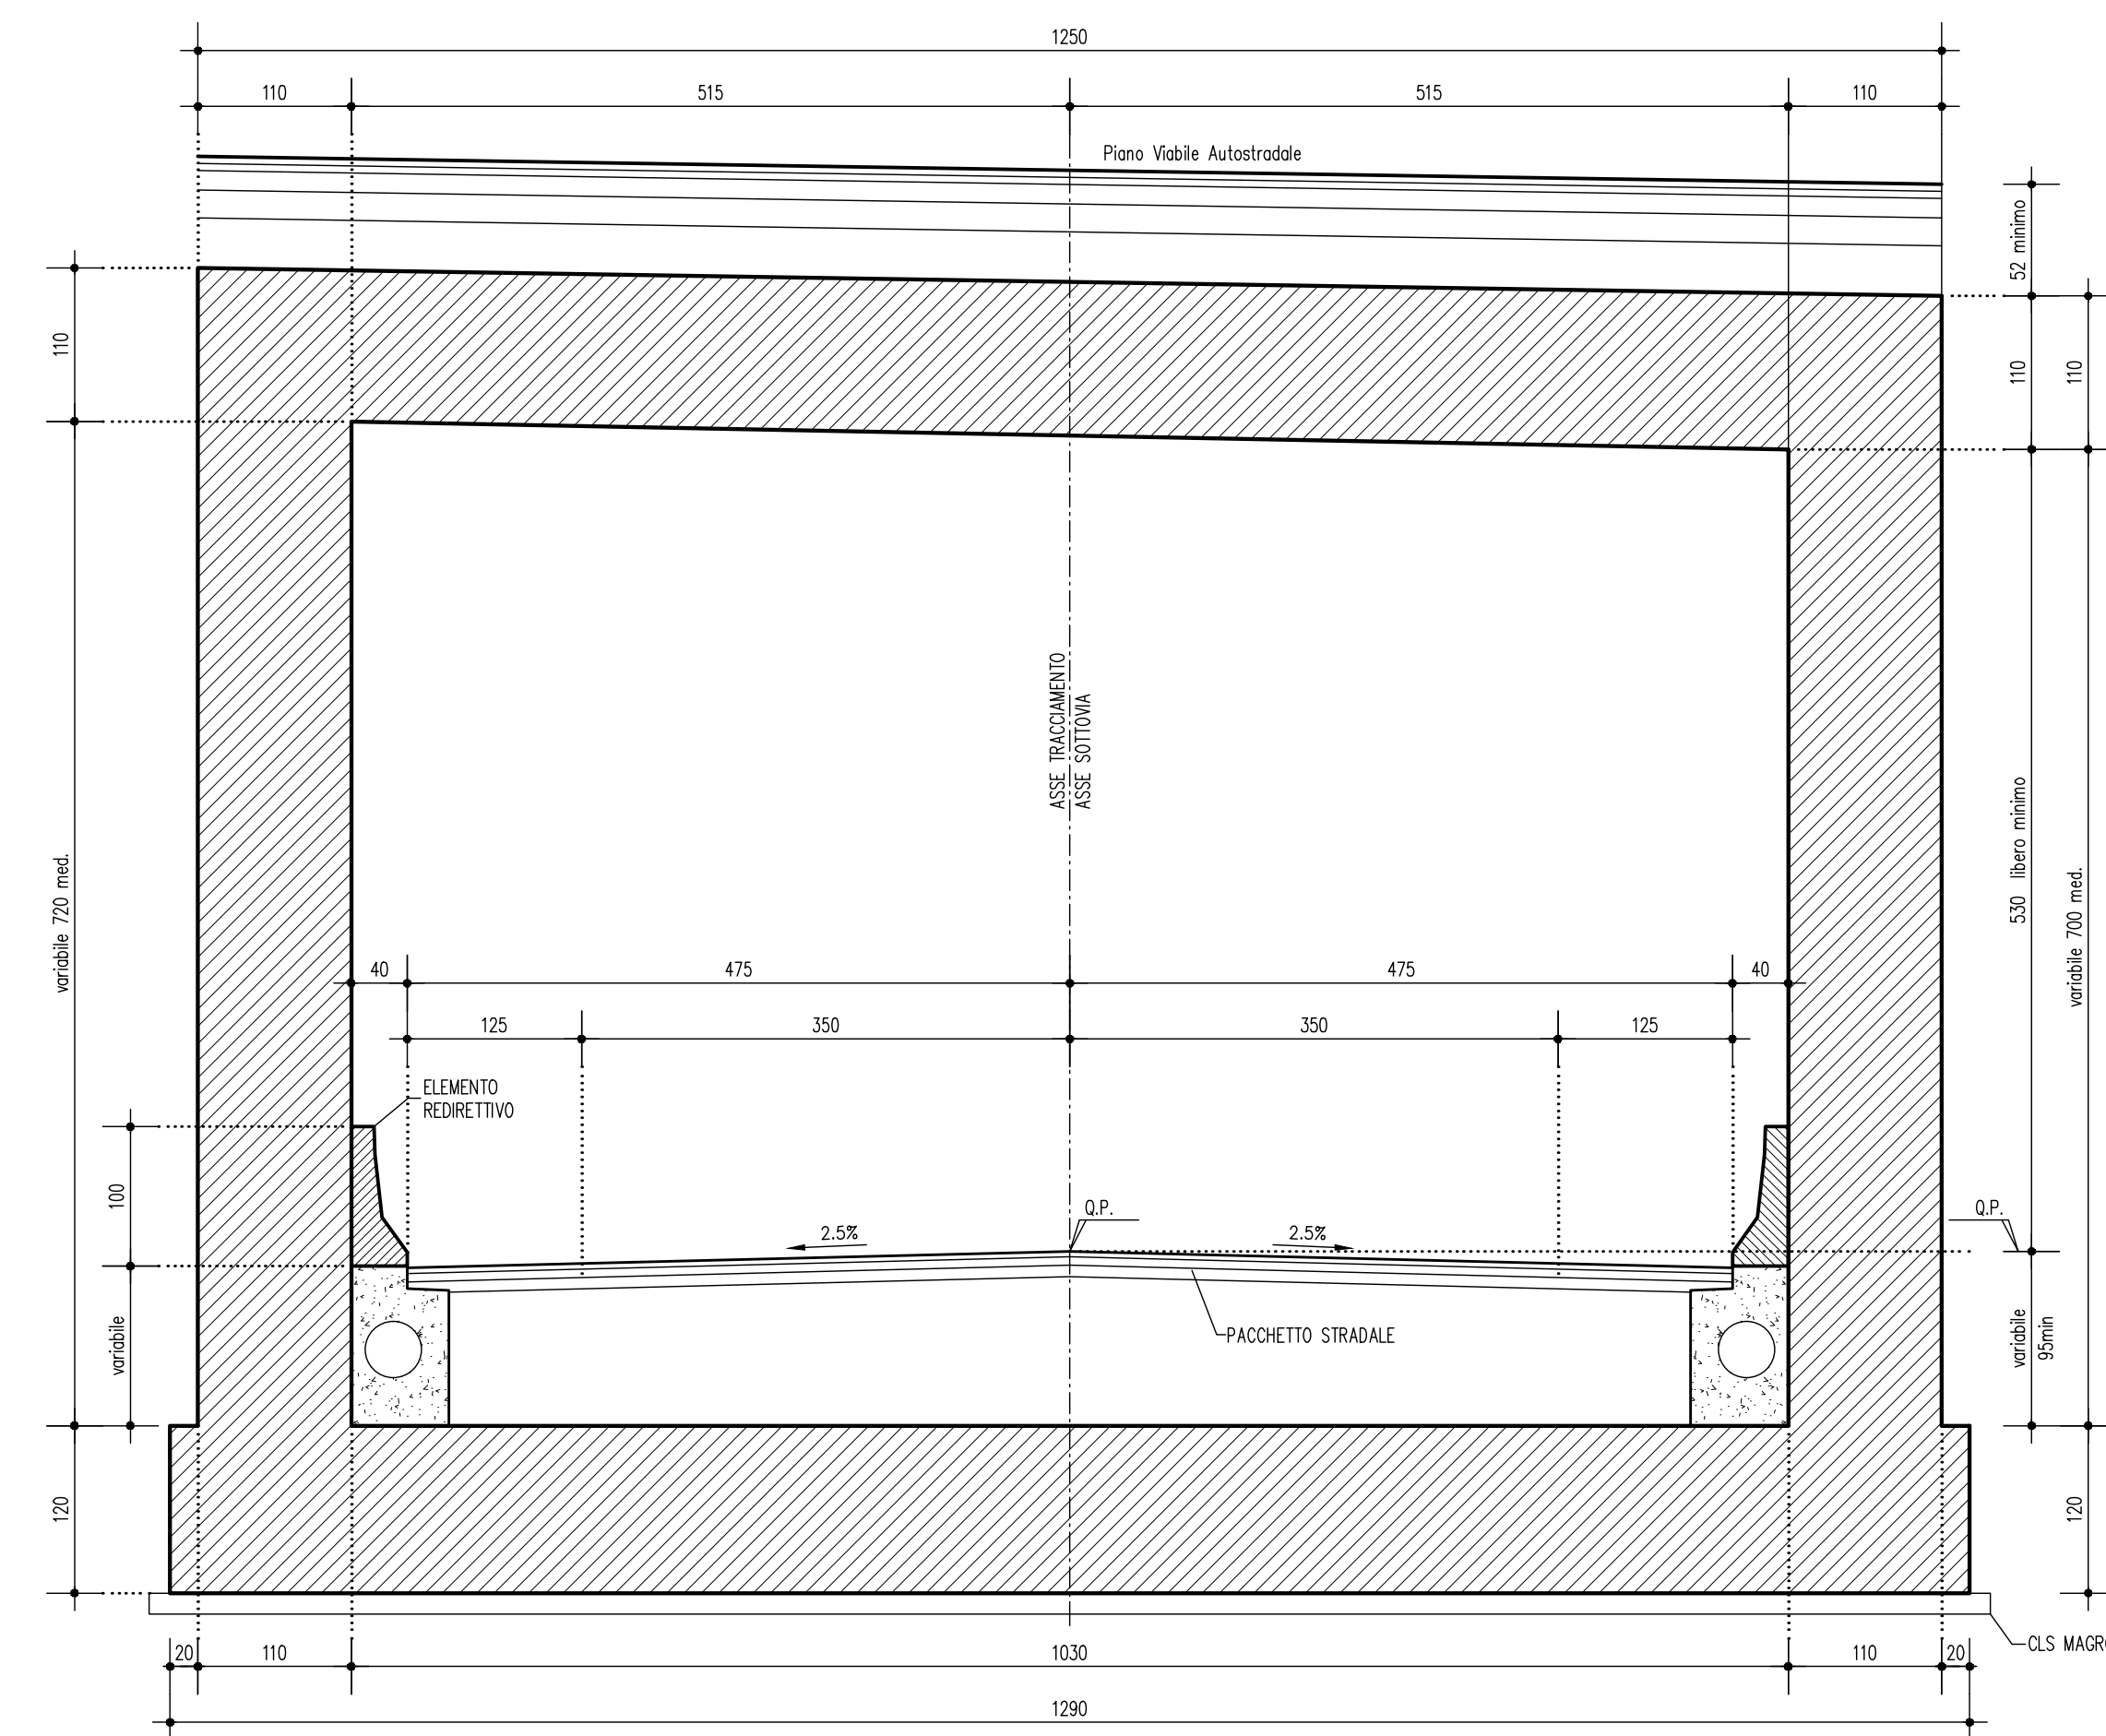 1250
110
515
515
110
Piano Viabile Autostradale
52 minimo
110
110
110
ASSE TRACCIAMENTO
ASSE SOTTOVIA
variabile 720 med.
530 libero minimo
variabile 700 med.
40
475
475
40
125
350
350
125
ELEMENTO
REDIRETTIVO
100
Q.P.
Q.P.
2.5%
2.5%
PACCHETTO STRADALE
variabile
variabile
95min
120
120
CLS MAGR
20
110
1030
110
20
1290